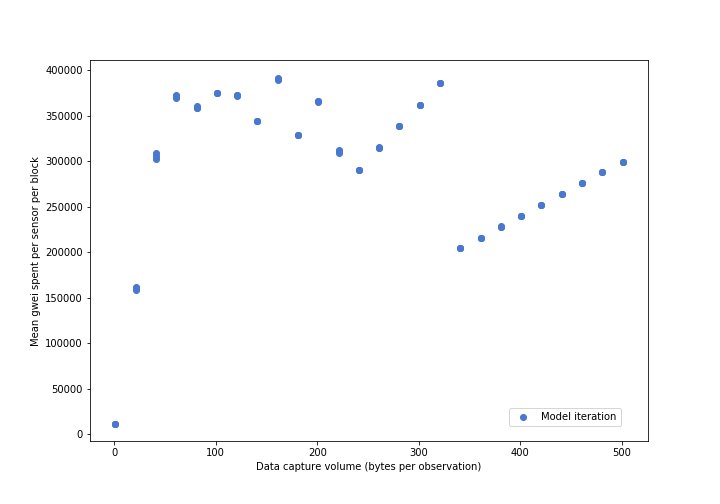 400000
350000
300000
250000
200000
150000
100000
50000
0
Mean gwei spent per sensor per block
Model iteration
0 100 200 300 400 500
Data capture volume (bytes per observation)